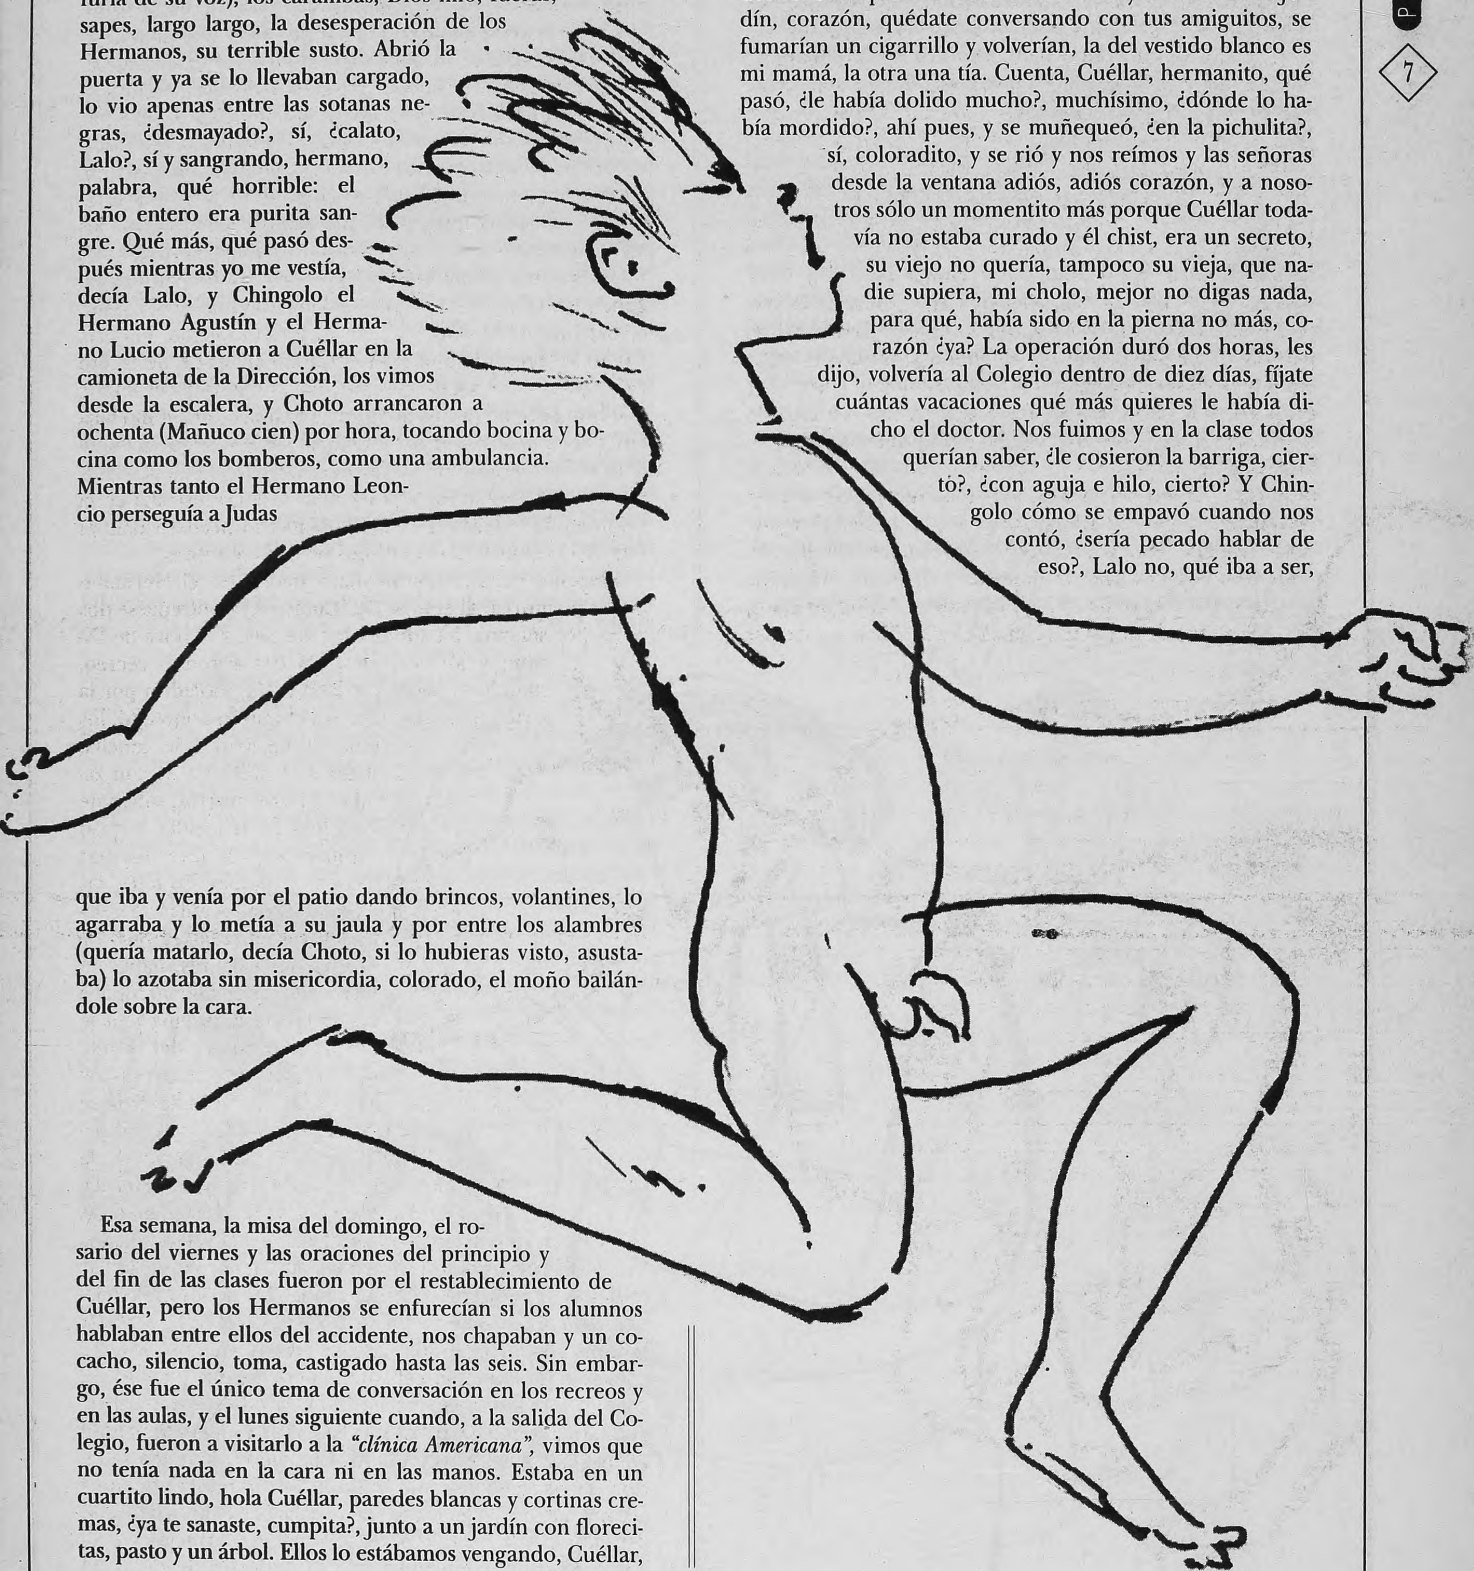 sapes, largo largo, la desesperación de los
Hermanos, su terrible susto. Abrió la
puerta y ya se lo llevaban cargado,
lo vio apenas entre las sotanas ne-
gras, ¿desmayado?, sí, ¿calato,
Lalo?, sí y sangrando, hermano,
palabra, qué horrible: el
baño entero era purita san-
gre. Qué más, qué pasó des-
pués mientras yo me vestía,
decía Lalo, y Chingolo el
Hermano Agustín y el Herma-
no Lucio metieron a Cuéllar en la
camioneta de la Dirección, los vimos
desde la escalera, y Choto arrancaron a
ochenta (Mañuco cien) por hora, tocando bocina y bo-
cina como los bomberos, como una ambulancia.
Mientras tanto el Hermano Leon-
cio perseguía a Judas
que iba y venía por el patio dando brincos, volantines, lo
agarraba y lo metía a su jaula y por entre los alambres
(quería matarlo, decía Choto, si lo hubieras visto, asusta-
ba) lo azotaba sin misericordia, colorado, el moño bailán-
dole sobre la cara.
Esa semana, la misa del domingo, el ro-
sario del viernes y las oraciones del principio y
del fin de las clases fueron por el restablecimiento de
Cuéllar, pero los Hermanos se enfurecían si los alumnos
hablaban entre ellos del accidente, nos chapaban y un co-
cacho, silencio, toma, castigado hasta las seis. Sin embar-
go, ése fue el único tema de conversación en los recreos y
en las aulas, y el lunes siguiente cuando, a la salida del Co-
legio, fueron a visitarlo a la “clínica Americana”, vimos que
no tenía nada en la cara ni en las manos. Estaba en un
cuartito lindo, hola Cuéllar, paredes blancas y cortinas cre-
mas, ¿ya te sanaste, cumpita?, junto a un jardín con floreci-
tas, pasto y un árbol. Ellos lo estábamos vengando, Cuéllar,
dín, corazón, quédate conversando con tus amiguitos, se
fumarían un cigarrillo y volverían, la del vestido blanco es
mi mamá, la otra una tía. Cuenta, Cuéllar, hermanito, qué
pasó, ¿le había dolido mucho?, muchísimo, ¿dónde lo ha-
bía mordido?, ahí pues, y se muñequeó, ¿en la pichulita?,
sí, coloradito, y se rió y nos reímos y las señoras
desde la ventana adiós, adiós corazón, y a noso-
tros sólo un momentito más porque Cuéllar toda-
vía no estaba curado y él chist, era un secreto,
su viejo no quería, tampoco su vieja, que na-
die supiera, mi cholo, mejor no digas nada,
para qué, había sido en la pierna no más, co-
razón ¿ya? La operación duró dos horas, les
dijo, volvería al Colegio dentro de diez días, fíjate
cuántas vacaciones qué más quieres le había di-
cho el doctor. Nos fuimos y en la clase todos
querían saber, ¿le cosieron la barriga, cier-
to?, ¿con aguja e hilo, cierto? Y Chin-
golo cómo se empavó cuando nos
contó, ¿sería pecado hablar de
eso?, Lalo no, qué iba a ser,
P
7